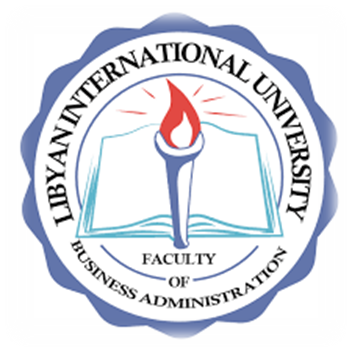 LIBYAN INTERNATIONAL UNIVERSITY
FACULTY
OF
BUSINESS ADMINISTRATION